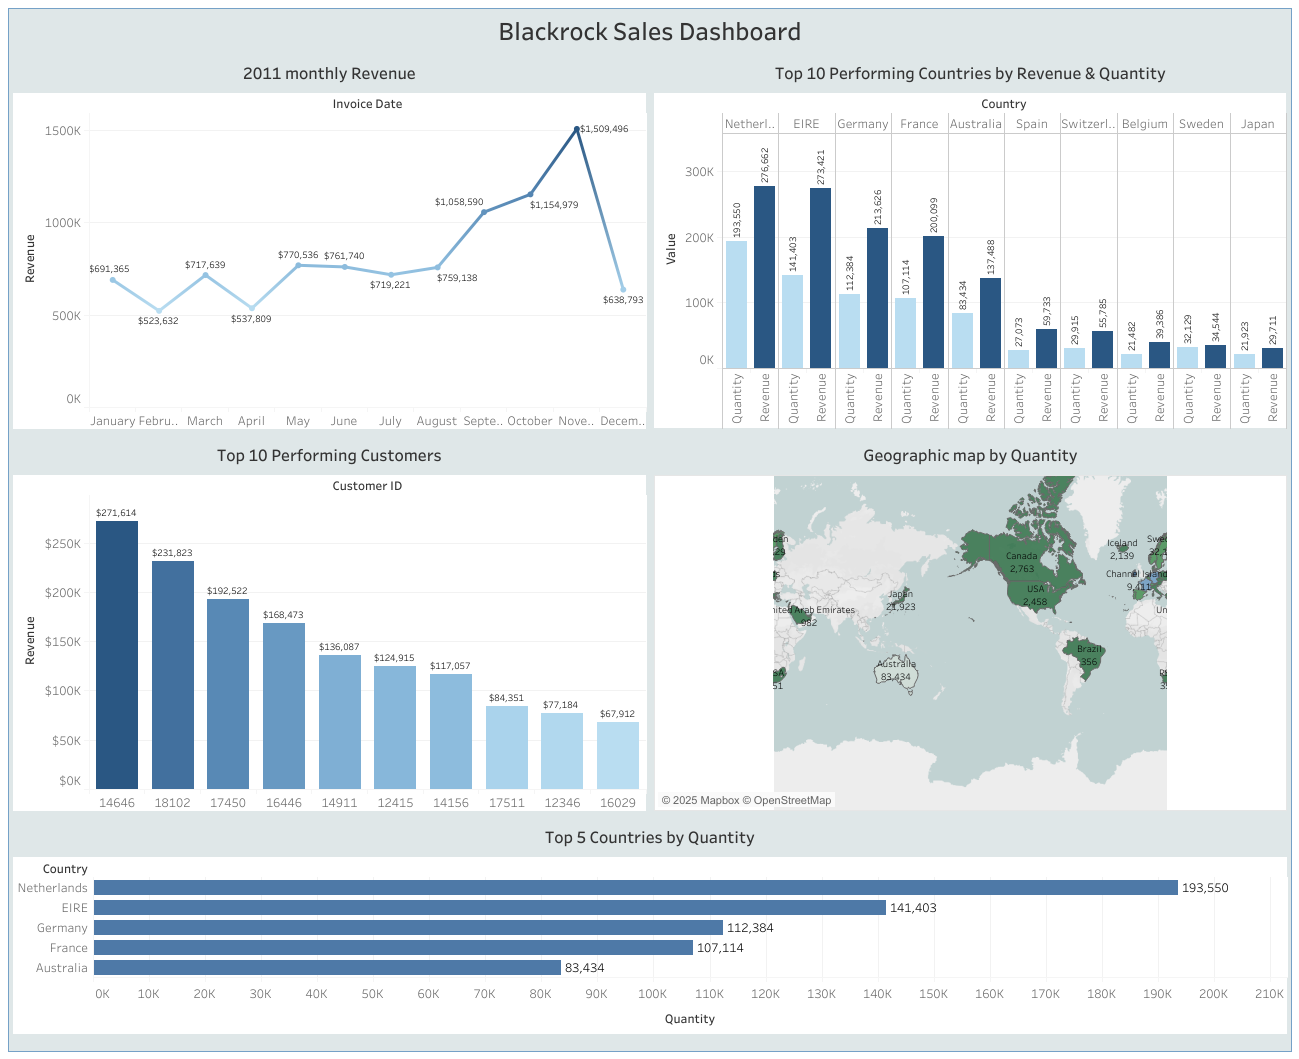 Blackrock Sales Dashboard
2011 monthly Revenue
Invoice Date
Revenue
1500K
1000K
500K
0K
$691,365
$523,632
$717,639
$537,809
$770,536
$761,740
$719,221
$759,138
$1,058,590
$1,154,979
$1,509,496
$638,793
January Febru.. March April May June July August Septe.. October Nove.. Decem..
Top 10 Performing Countries by Revenue & Quantity
Country
Netherl.. EIRE Germany France Australia Spain Switzerl.. Belgium Sweden Japan
Value
300K
200K
100K
0K
193,550 276,662 141,403 273,421 112,384 213,626 107,114 200,099 83,434 137,488 27,073 59,733 29,915 55,785 21,482 39,386 32,129 34,544 21,923 29,711
Quantity Revenue Quantity Revenue Quantity Revenue Quantity Revenue Quantity Revenue Quantity Revenue Quantity Revenue Quantity Revenue Quantity Revenue Quantity Revenue
Top 10 Performing Customers
Customer ID
Revenue
$250K
$200K
$150K
$100K
$50K
$0K
$271,614
$231,823
$192,522
$168,473
$136,087
$124,915
$117,057
$84,351
$77,184
$67,912
14646 18102 17450 16446 14911 12415 14156 17511 12346 16029
Geographic map by Quantity
Canada
2,763
USA
2,458
Iceland
2,139
Channel Island
9,411
Japan
21,923
Arab Emirates
982
Australia
83,434
Brazil
356
© 2025 Mapbox © OpenStreetMap
Top 5 Countries by Quantity
Country
Netherlands 193,550
EIRE 141,403
Germany 112,384
France 107,114
Australia 83,434
0K 10K 20K 30K 40K 50K 60K 70K 80K 90K 100K 110K 120K 130K 140K 150K 160K 170K 180K 190K 200K 210K
Quantity